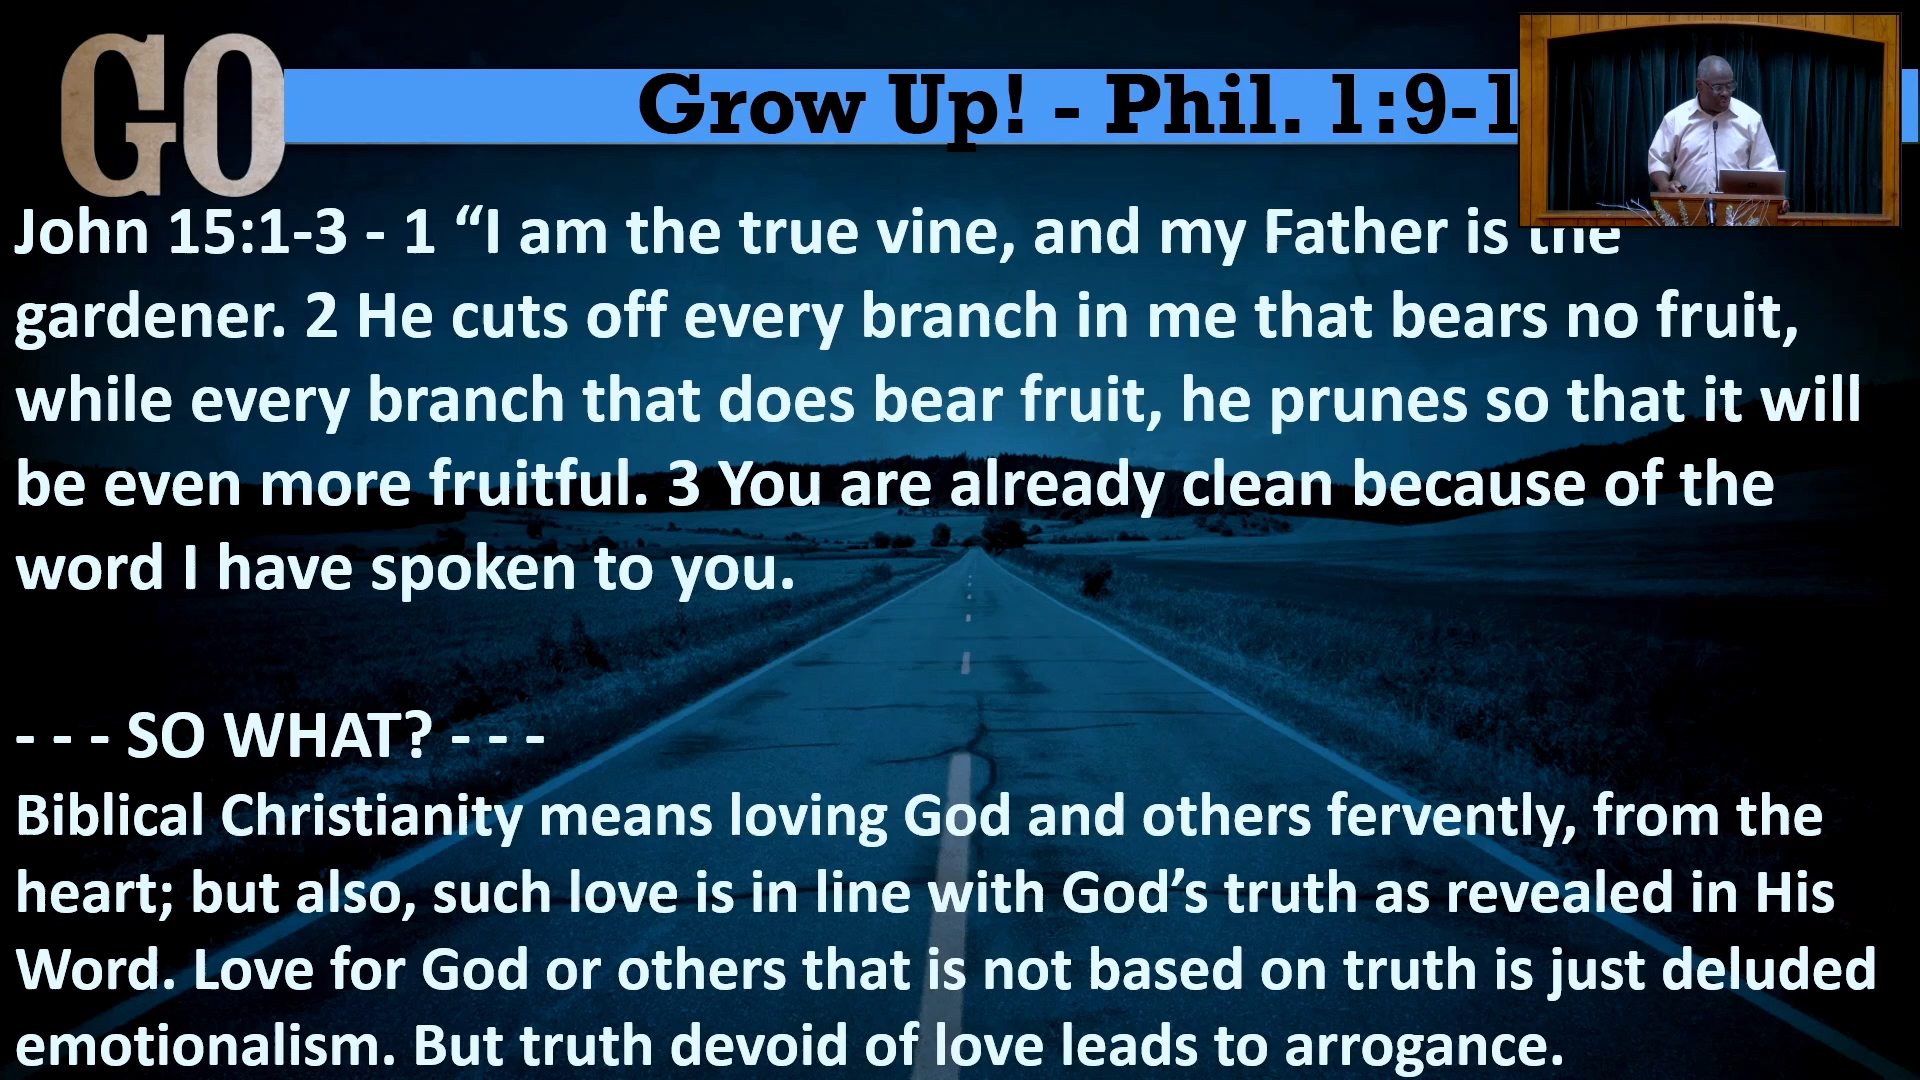 GO
Grow Up! - Phil. 1:9-1
John 15:1-3 - 1 “I am the true vine, and my Father is the
gardener. 2 He cuts off every branch in me that bears no fruit,
while every branch that does bear fruit, he prunes so that it will
be even more fruitful. 3 You are already clean because of the
word I have spoken to you.
- - - SO WHAT? - - -
Biblical Christianity means loving God and others fervently, from the
heart; but also, such love is in line with God’s truth as revealed in His
Word. Love for God or others that is not based on truth is just deluded
emotionalism. But truth devoid of love leads to arrogance.